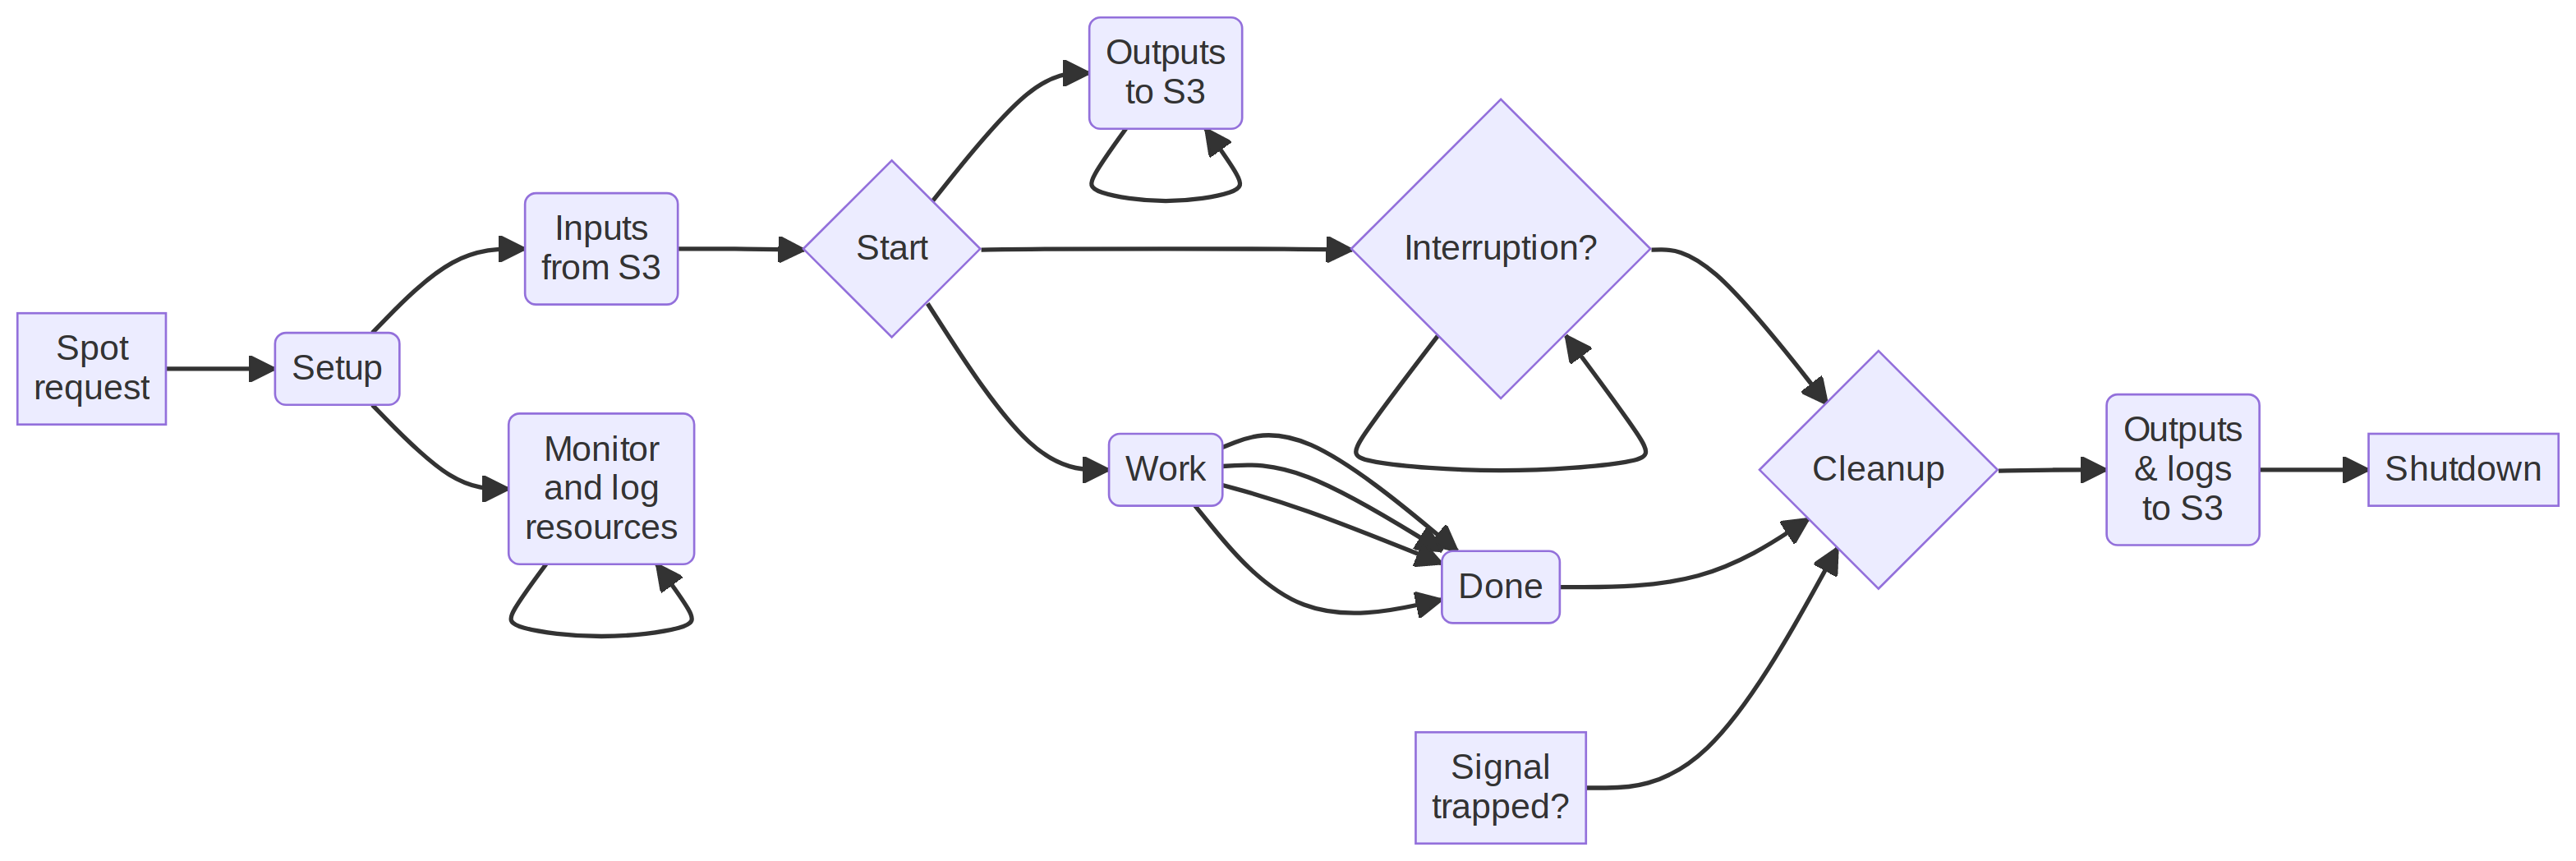 Spot
request
Setup
Inputs
from S3
Monitor
and log
resources
Start
Outputs
to S3
Work
Interruption?
Done
Signal
trapped?
Cleanup
Outputs
& logs
to S3
Shutdown